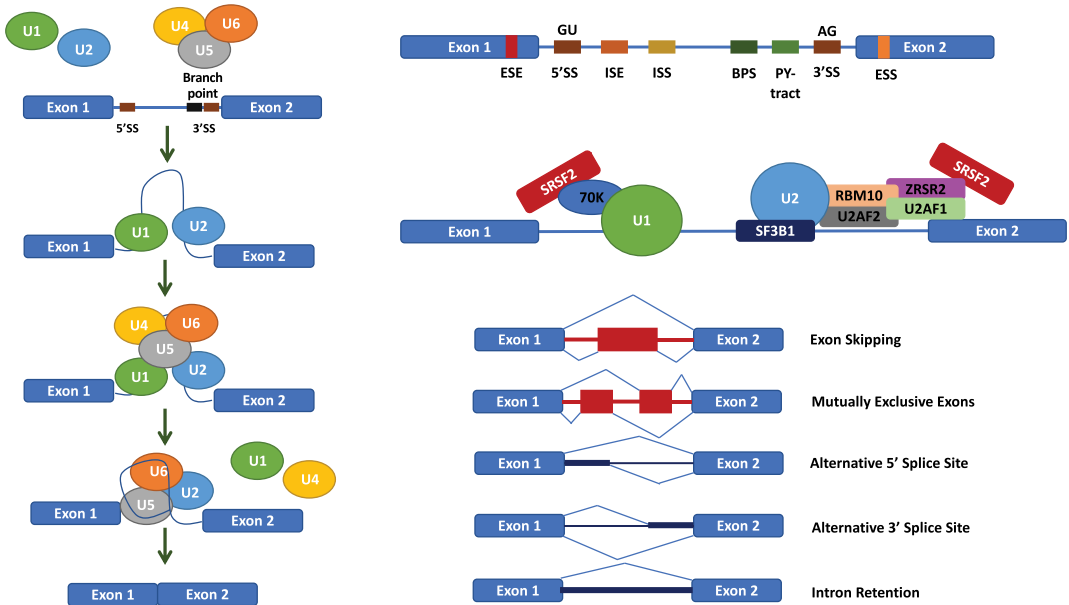 U1
U2
U4
U6
U5
Branch
point
Exon 1
Exon 2
5'SS
3'SS
U1
U2
Exon 1
Exon 2
U4
U6
U5
U1
U2
Exon 1
Exon 2
U6
U2
U5
U1
U4
Exon 1
Exon 2
Exon 1
Exon 2
GU
AG
Exon 1
Exon 2
ESE
5'SS
ISE
ISS
BPS
PY-
tract
3'SS
ESS
SRSF2
70K
U1
U2
RBM10
U2AF2
ZRSR2
U2AF1
SRSF2
SF3B1
Exon 1
Exon 2
Exon 1
Exon 2
Exon Skipping
Exon 1
Exon 2
Mutually Exclusive Exons
Exon 1
Exon 2
Alternative 5’ Splice Site
Exon 1
Exon 2
Alternative 3’ Splice Site
Exon 1
Exon 2
Intron Retention